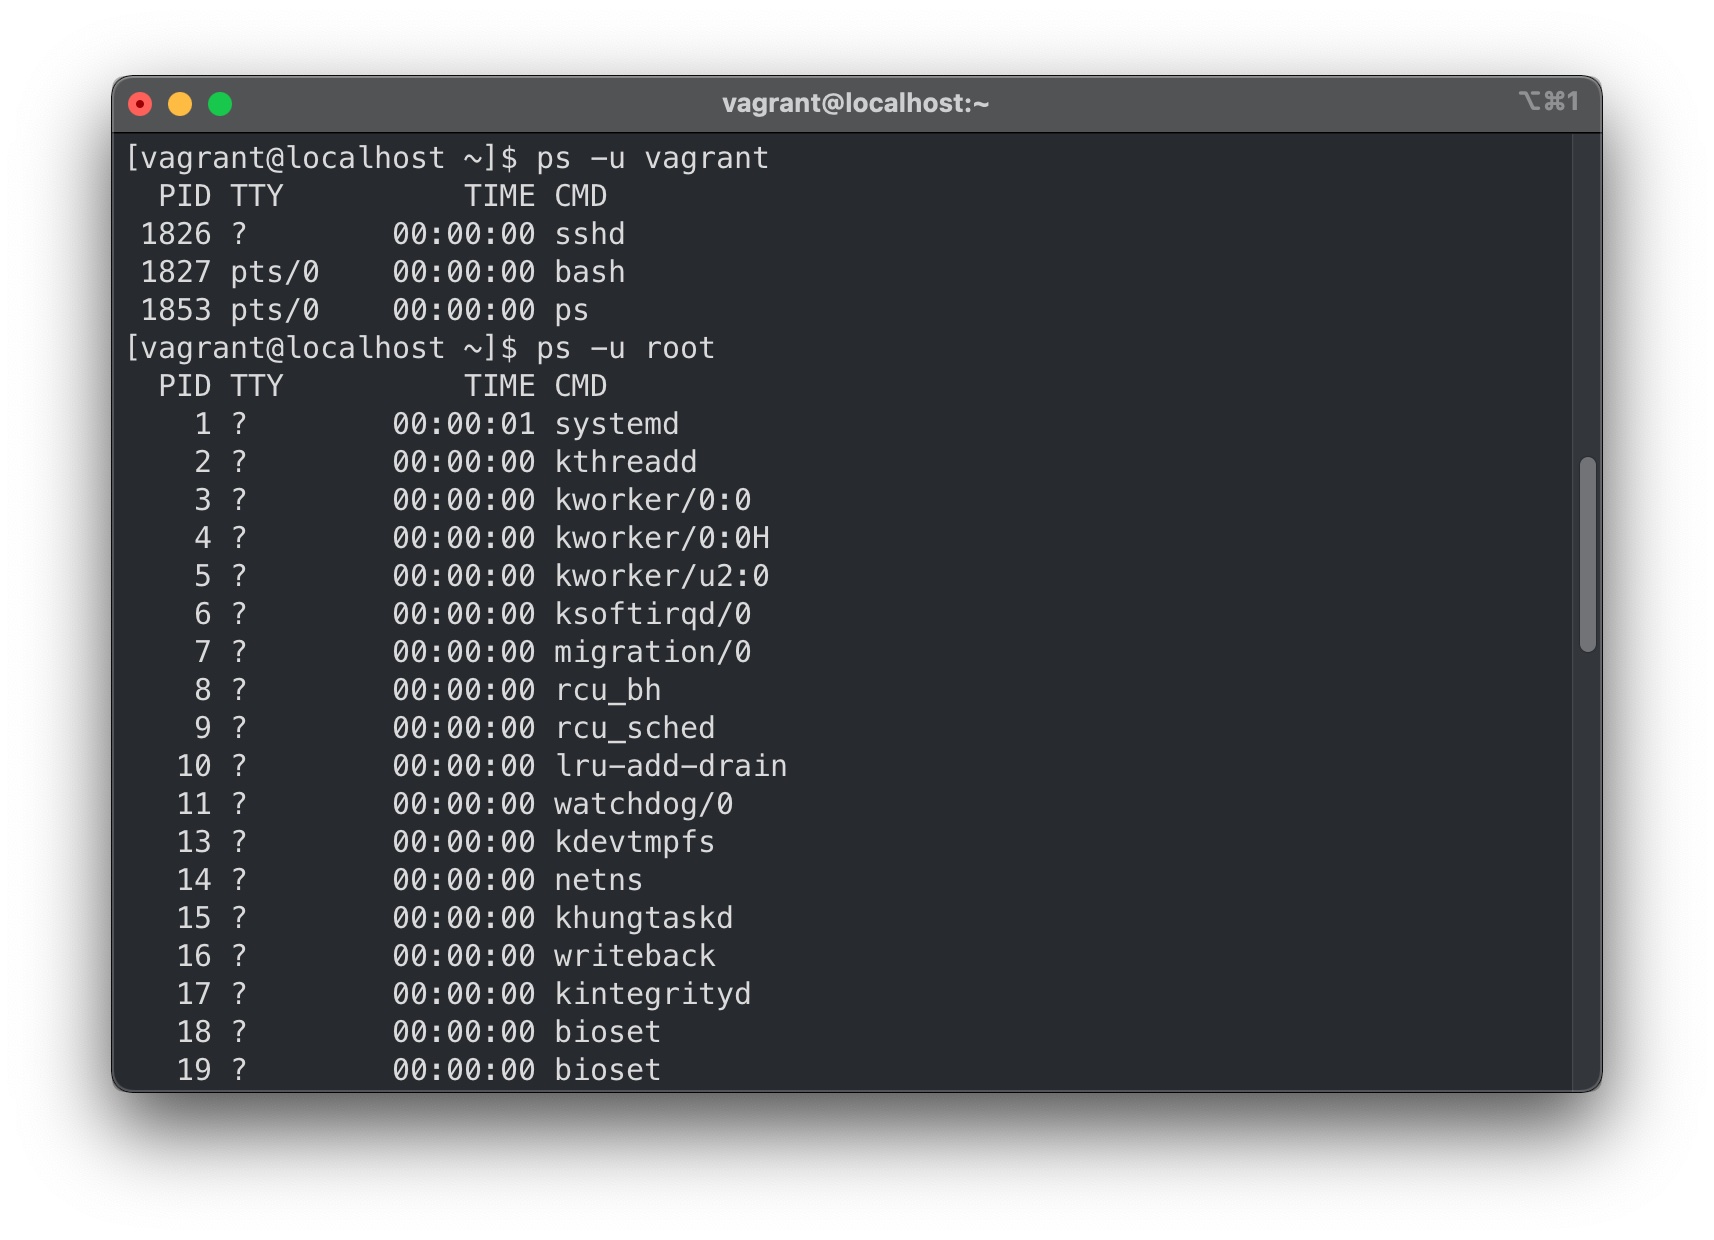 vagrant@localhost:~ ⌥⌘1
[vagrant@localhost ~]$ ps -u vagrant
  PID TTY          TIME CMD
 1826 ?        00:00:00 sshd
 1827 pts/0    00:00:00 bash
 1853 pts/0    00:00:00 ps
[vagrant@localhost ~]$ ps -u root
  PID TTY          TIME CMD
    1 ?        00:00:01 systemd
    2 ?        00:00:00 kthreadd
    3 ?        00:00:00 kworker/0:0
    4 ?        00:00:00 kworker/0:0H
    5 ?        00:00:00 kworker/u2:0
    6 ?        00:00:00 ksoftirqd/0
    7 ?        00:00:00 migration/0
    8 ?        00:00:00 rcu_bh
    9 ?        00:00:00 rcu_sched
   10 ?        00:00:00 lru-add-drain
   11 ?        00:00:00 watchdog/0
   13 ?        00:00:00 kdevtmpfs
   14 ?        00:00:00 netns
   15 ?        00:00:00 khungtaskd
   16 ?        00:00:00 writeback
   17 ?        00:00:00 kintegrityd
   18 ?        00:00:00 bioset
   19 ?        00:00:00 bioset